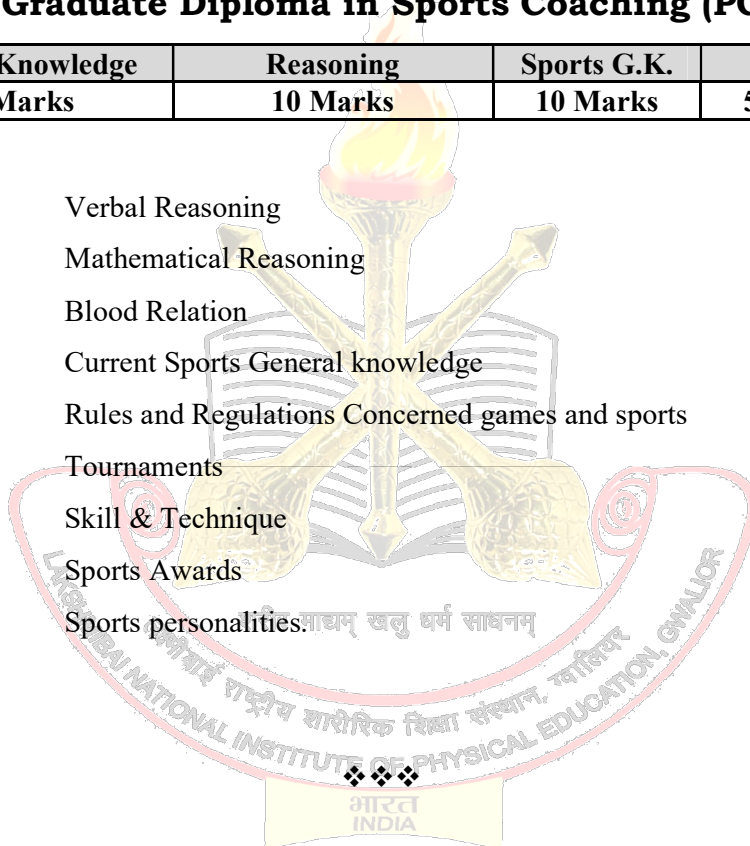 Graduate Diploma in Sports Coaching (PG
Knowledge Reasoning Sports G.K.
Marks 10 Marks 10 Marks 5
Verbal Reasoning
Mathematical Reasoning
Blood Relation
Current Sports General knowledge
Rules and Regulations Concerned games and sports
Tournaments
Skill & Technique
Sports Awards
Sports personalities.
माद्यम् खलु धर्म साधनम्
राष्ट्रीय शारीरिक शिक्षा संस्थान, ग्वालियर
LAKSHMIBAI NATIONAL INSTITUTE OF PHYSICAL EDUCATION, GWALIOR
भारत
INDIA